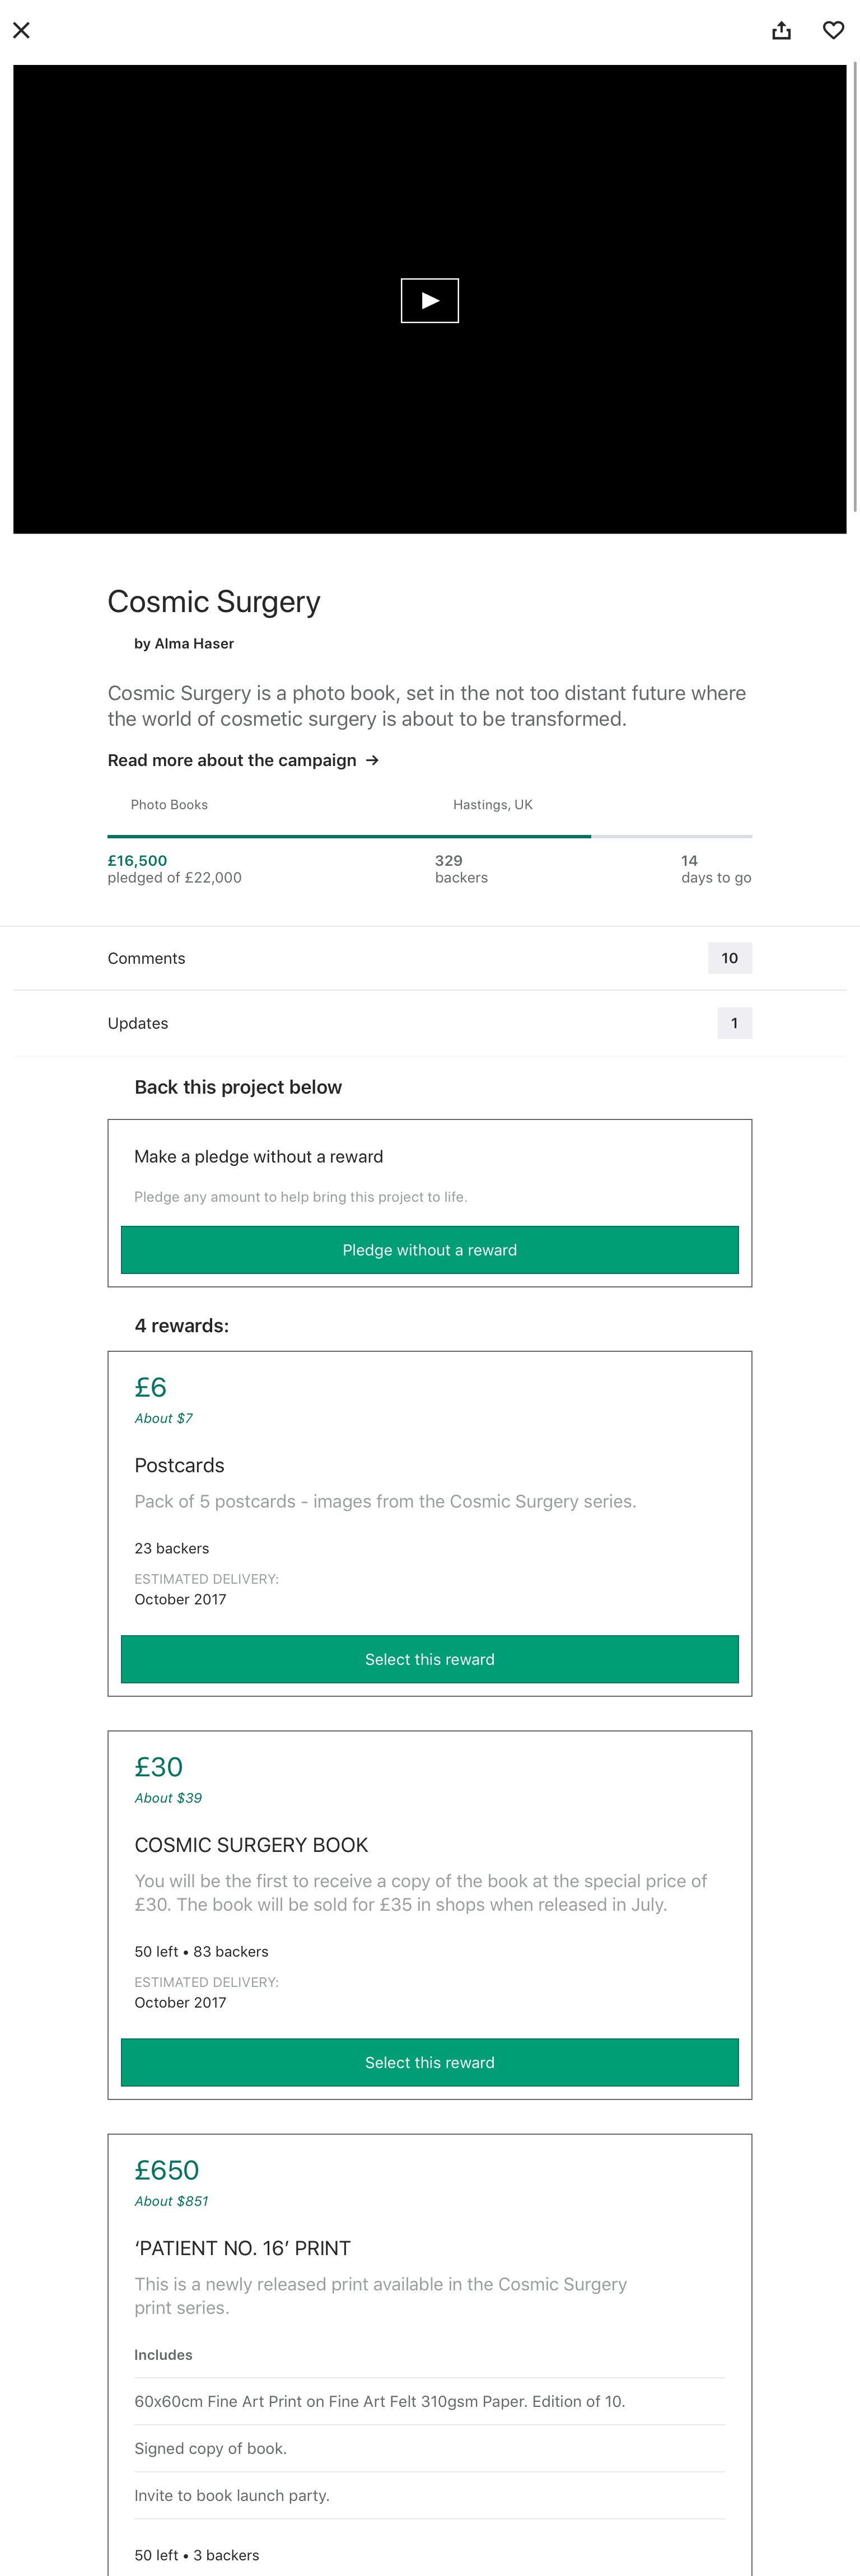 Cosmic Surgery
by Alma Haser
Cosmic Surgery is a photo book, set in the not too distant future where
the world of cosmetic surgery is about to be transformed.
Read more about the campaign →
Photo Books
Hastings, UK
£16,500
pledged of £22,000
329
backers
14
days to go
Comments
10
Updates
1
Back this project below
Make a pledge without a reward
Pledge any amount to help bring this project to life.
Pledge without a reward
4 rewards:
£6
About $7
Postcards
Pack of 5 postcards - images from the Cosmic Surgery series.
23 backers
ESTIMATED DELIVERY:
October 2017
Select this reward
£30
About $39
COSMIC SURGERY BOOK
You will be the first to receive a copy of the book at the special price of
£30. The book will be sold for £35 in shops when released in July.
50 left • 83 backers
ESTIMATED DELIVERY:
October 2017
Select this reward
£650
About $851
‘PATIENT NO. 16’ PRINT
This is a newly released print available in the Cosmic Surgery
print series.
Includes
60x60cm Fine Art Print on Fine Art Felt 310gsm Paper. Edition of 10.
Signed copy of book.
Invite to book launch party.
50 left • 3 backers